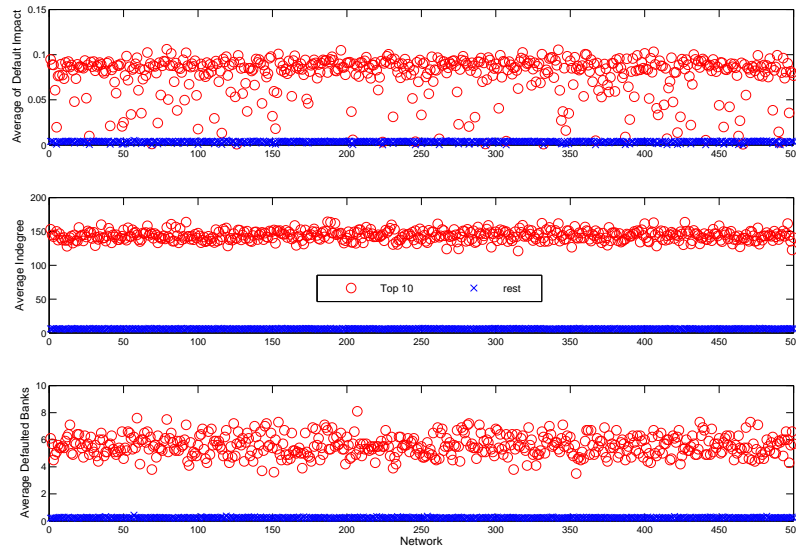 0.15
0.1
0.05
0
Average of Default Impact
0 50 100 150 200 250 300 350 400 450 50
200
150
100
50
0
Average Indegree
Top 10 rest
0 50 100 150 200 250 300 350 400 450 50
10
8
6
4
2
0
Average Defaulted Banks
0 50 100 150 200 250 300 350 400 450 50
Network